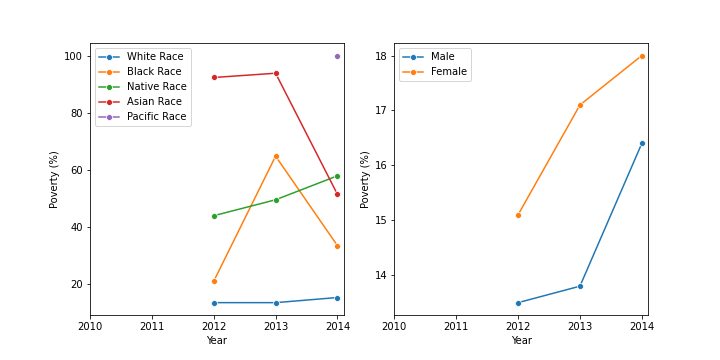 100
80
60
40
20
Poverty (%)
White Race
Black Race
Native Race
Asian Race
Pacific Race
2010 2011 2012 2013 2014
Year
18
17
16
15
14
Poverty (%)
Male
Female
2010 2011 2012 2013 2014
Year